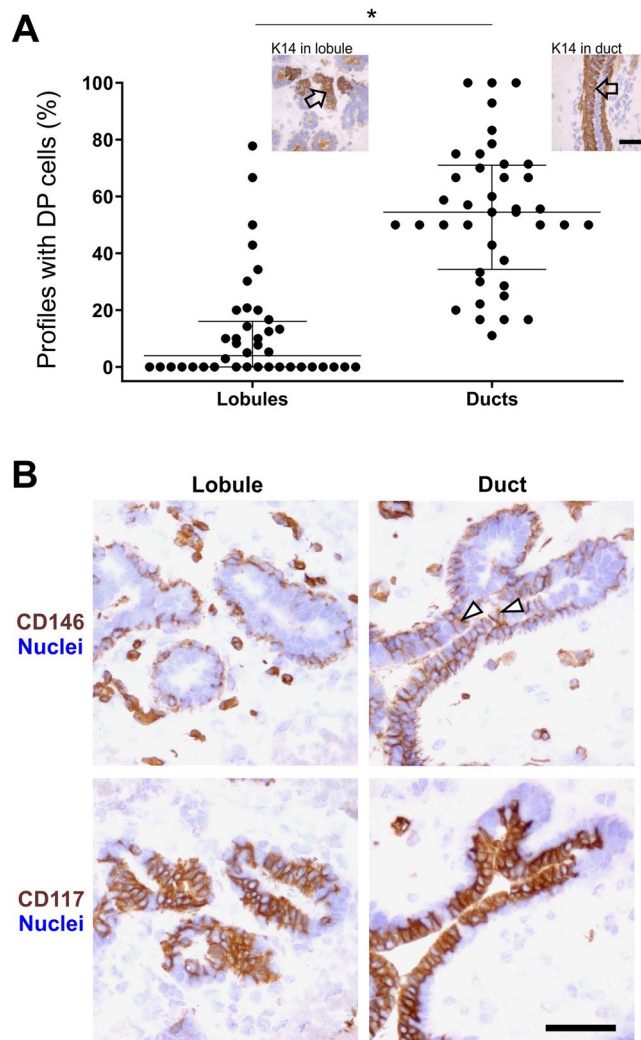 A
*
K14 in lobule
K14 in duct
Profiles with DP cells (%)
100
80
60
40
20
0
Lobules
Ducts
B
Lobule
Duct
CD146
Nuclei
CD117
Nuclei